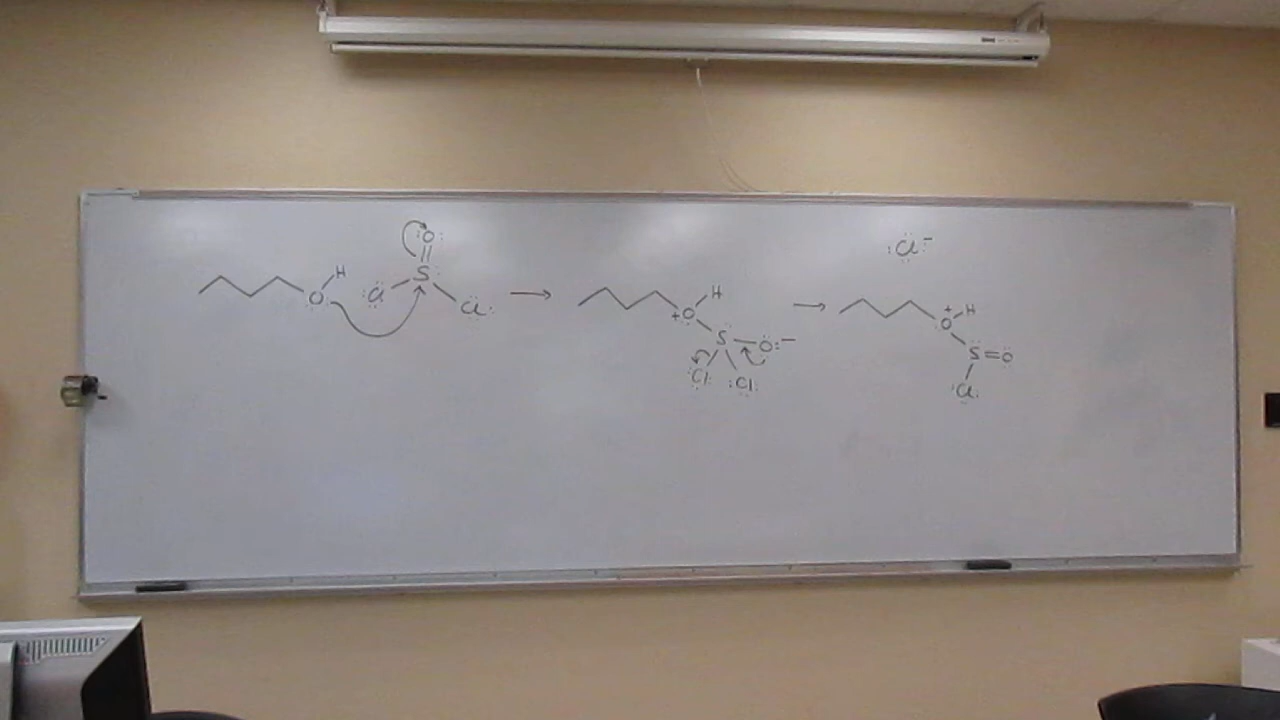 H :O: S :Cl: Cl: O
H +O S O:− :Cl: :Cl:
:Cl:−
+ O H S=O :Cl: